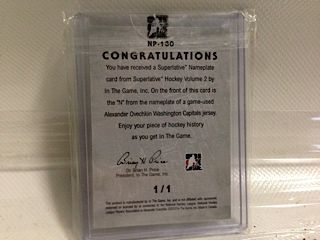 NP-130
CONGRATULATIONS
You have received a Superlative™ Nameplate
card from Superlative™ Hockey Volume 2 by
In The Game, Inc. On the front of this card is
the "N" from the nameplate of a game-used
Alexander Ovechkin Washington Capitals jersey.
Enjoy your piece of hockey history
as you get In The Game.
Dr. Brian H. Price
President, In The Game, Inc.
1/1